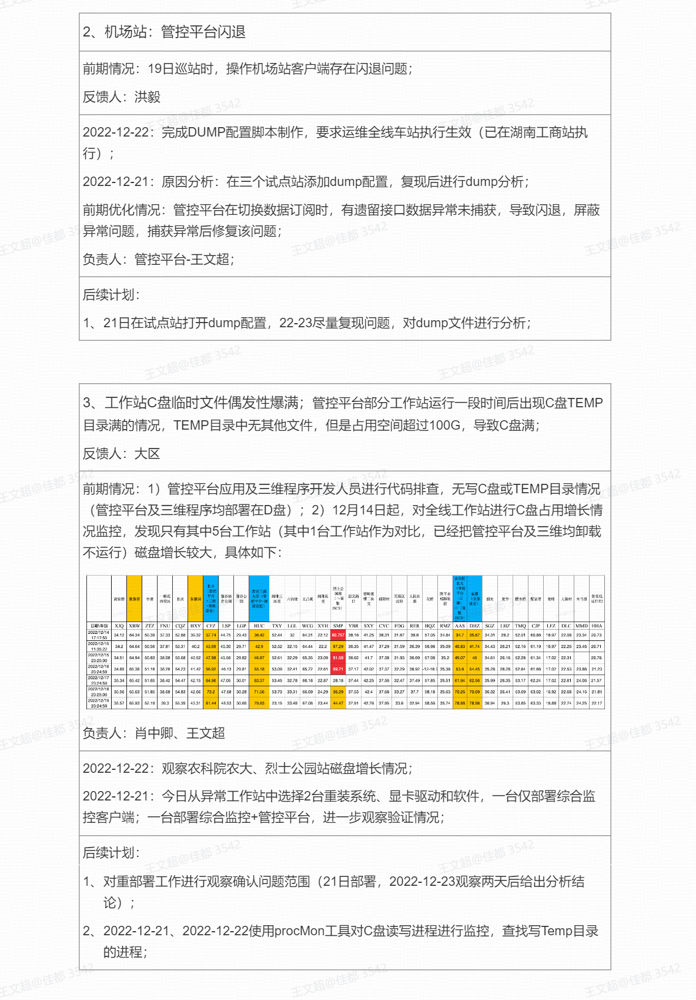 2、机场站：管控平台闪退
前期情况：19日巡站时，操作机场站客户端存在闪退问题；
反馈人：洪毅
2022-12-22：完成DUMP配置脚本制作，要求运维全线车站执行生效（已在湖南工商站执
行）；
2022-12-21：原因分析：在三个试点站添加dump配置，复现后进行dump分析；
前期优化情况：管控平台在切换数据订阅时，有遗留接口数据异常未捕获，导致闪退，屏蔽
异常问题，捕获异常后修复该问题；
负责人：管控平台-王文超；
后续计划：
1、21日在试点站打开dump配置，22-23尽量复现问题，对dump文件进行分析；
3、工作站C盘临时文件偶发性爆满；管控平台部分工作站运行一段时间后出现C盘TEMP
目录满的情况，TEMP目录中无其他文件，但是占用空间超过100G，导致C盘满；
反馈人：大区
前期情况：1）管控平台应用及三维程序开发人员进行代码排查，无写C盘或TEMP目录情况
（管控平台及三维程序均部署在D盘）；2）12月14日起，对全线工作站进行C盘占用增长情
况监控，发现只有其中5台工作站（其中1台工作站作为对比，已经把管控平台及三维均卸载
不运行）磁盘增长较大，具体如下：
日期\车站 XJQ XBW ZTZ FNU CQZ HXY CFZ LSP LGP HUC TXY LGL WCG XYH SMP YBR SXY CYC FDG RER HQZ RMZ AAS DHZ SGZ LHZ TMQ CJP LFZ DLC MMD HHA
2022/12/14 17:17:55 34.12 64.34 50.39 37.33 52.88 39.32 37.74 44.75 29.43 36.42 52.44 32 64.31 22.12 80.757 36.16 41.25 36.31 31.67 36.6 57.05 34.84 34.7 35.67 34.31 26.2 52.01 60.86 16.97 22.08 23.34 20.73
2022/12/15 11:35:22 34.2 64.64 50.56 37.81 53.31 40.2 43.69 45.30 29.71 42.9 52.52 32.15 64.44 22.2 87.29 36.35 41.47 37.29 31.59 36.39 56.98 35.09 40.83 41.74 34.43 26.21 52.16 61.19 16.97 22.26 23.46 20.71
2022/12/15 23:25:00 34.51 64.94 50.83 38.08 53.68 40.52 47.98 45.56 29.82 46.87 52.61 32.29 65.35 23.09 91.59 36.62 41.7 37.38 31.93 36.69 57.08 35.2 45.07 46 34.61 26.16 52.28 61.34 17.02 22.31 20.76
2022/12/16 23:24:59 34.85 65.38 51.16 38.26 54.23 41.42 56.92 46.13 29.81 55.18 53.09 32.41 65.72 22.61 99.71 37.17 42.02 37.37 32.29 36.92 -12-16 2 35.36 53.6 54.45 35.28 26.28 52.64 61.66 17.02 22.53 23.86 21.23
2022/12/17 23:24:59 35.34 65.42 51.65 38.42 54.47 42.15 64.96 47.05 30.01 63.37 53.45 32.78 66.18 22.87 28.18 37.44 42.25 37.56 32.47 37.49 57.85 35.51 61.94 62.56 35.99 26.35 53.17 62.24 17.02 22.61 24.06 21.57
2022/12/18 23:25:00 35.56 65.63 51.85 38.68 54.83 42.66 73.2 47.68 30.28 71.56 53.73 33.31 66.69 24.29 36.29 37.53 42.4 37.68 33.27 37.7 58.18 35.63 70.26 70.69 36.32 26.41 53.69 63.02 16.92 22.68 24.16 21.81
2022/12/19 23:24:59 35.57 65.93 52.19 39.3 55.39 43.31 81.44 48.53 30.69 79.83 23.15 33.48 67.08 23.44 44.47 37.91 42.76 37.95 33.6 32.94 58.56 35.74 78.88 78.98 36.94 26.3 53.85 63.33 16.88 22.74 24.25 22.17
负责人：肖中卿、王文超
2022-12-22：观察农科院农大、烈士公园站磁盘增长情况；
2022-12-21：今日从异常工作站中选择2台重装系统、显卡驱动和软件，一台仅部署综合监
控客户端；一台部署综合监控+管控平台，进一步观察验证情况；
后续计划：
1、对重部署工作进行观察确认问题范围（21日部署，2022-12-23观察两天后给出分析结
论）；
2、2022-12-21、2022-12-22使用procMon工具对C盘读写进程进行监控，查找写Temp目录
的进程；
王文超@佳都 3542